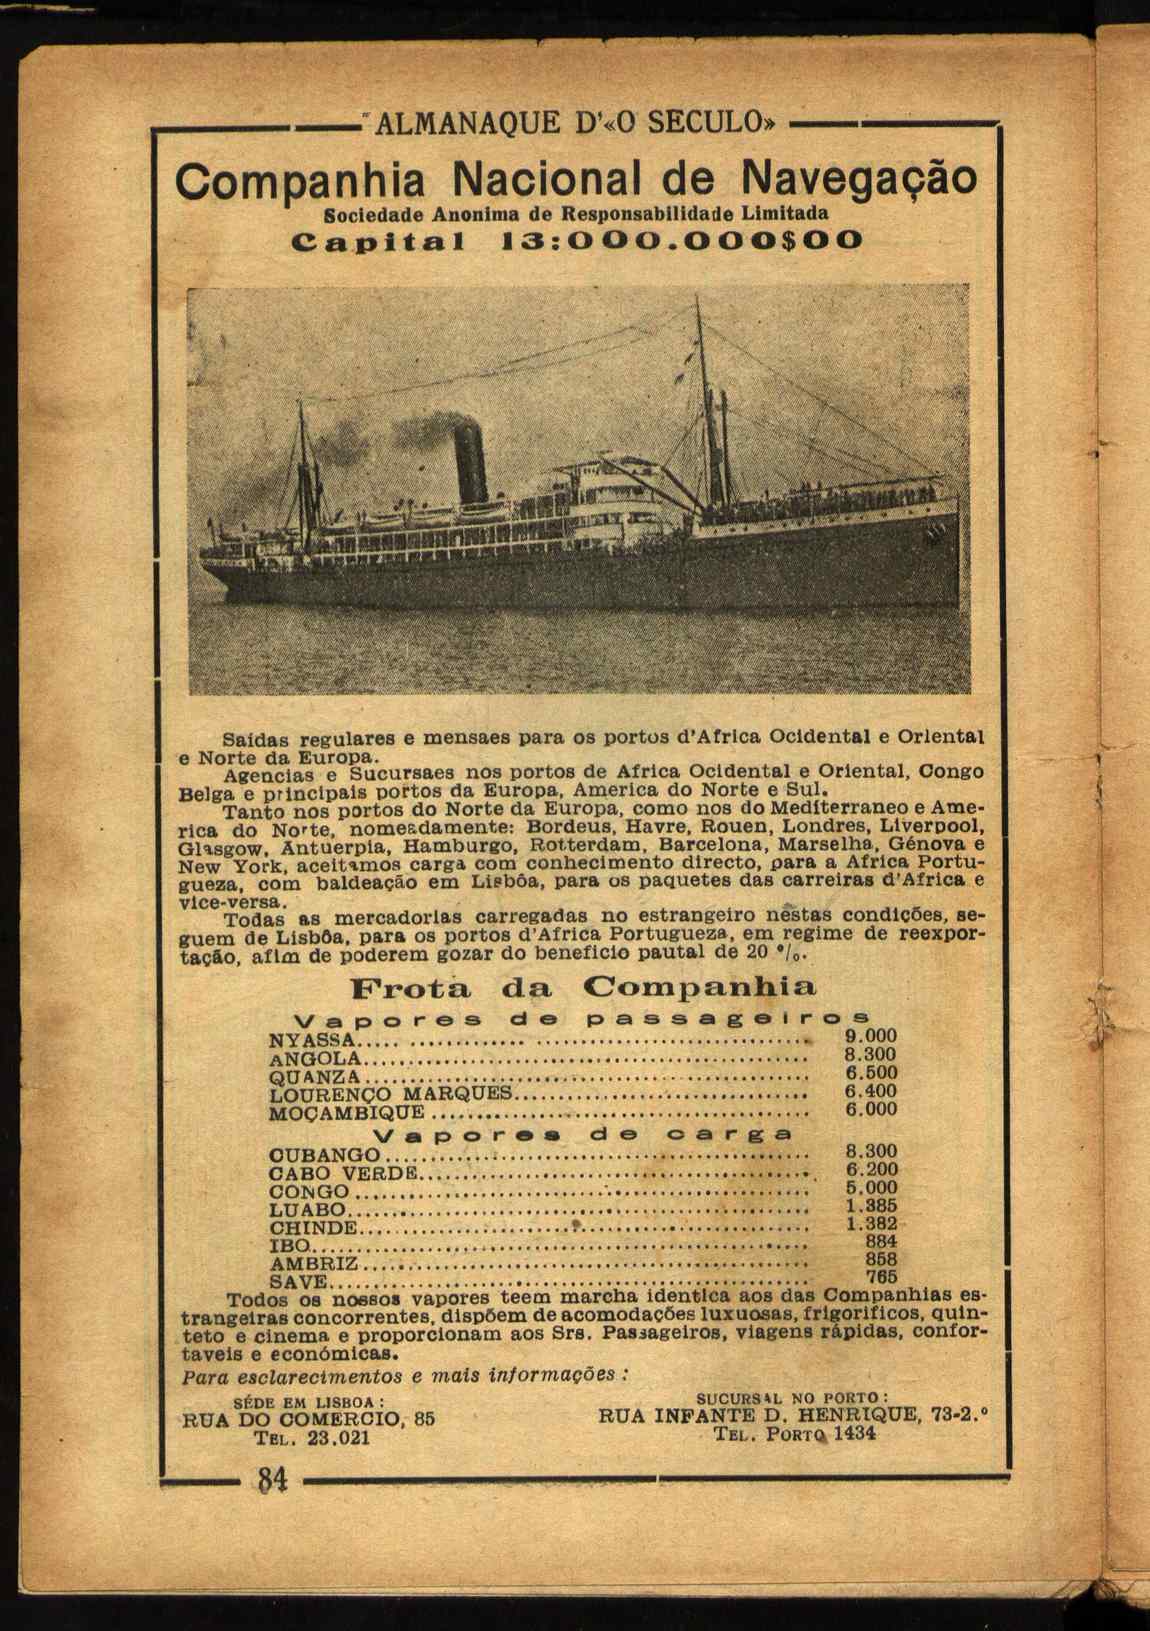 ALMANAQUE D'«O SECULO»
Companhia Nacional de Navegação
Sociedade Anonima de Responsabilidade Limitada
Capital 13:000.000$00
Saídas regulares e mensaes para os portos d'Africa Ocidental e Oriental
e Norte da Europa.
Agencias e Sucursaes nos portos de Africa Ocidental e Oriental, Congo
Belga e principais portos da Europa, America do Norte e Sul.
Tanto nos portos do Norte da Europa, como nos do Mediterraneo e Ame-
rica do Norte, nomeadamente: Bordeus, Havre, Rouen, Londres, Liverpool,
Glasgow, Antuerpia, Hamburgo, Rotterdam, Barcelona, Marselha, Génova e
New York, aceitamos carga com conhecimento directo, para a Africa Portu-
gueza, com baldeação em Lisbôa, para os paquetes das carreiras d'Africa e
vice-versa.
Todas as mercadorias carregadas no estrangeiro nestas condições, se-
guem de Lisbôa, para os portos d'Africa Portugueza, em regime de reexpor-
tação, afim de poderem gozar do beneficio pautal de 20 %.
Frota da Companhia
Vapores de passageiros
NYASSA 9.000
ANGOLA 8.300
QUANZA 6.500
LOURENÇO MARQUES 6.400
MOÇAMBIQUE 6.000
Vapores de carga
CUBANGO 8.300
CABO VERDE 6.200
CONGO 5.000
LUABO 1.385
CHINDE 1.382
IBO 884
AMBRIZ 858
SAVE 765
Todos os nossos vapores teem marcha identica aos das Companhias es-
trangeiras concorrentes, dispõem de acomodações luxuosas, frigorificos, quin-
teto e cinema e proporcionam aos Srs. Passageiros, viagens rápidas, confor-
taveis e económicas.
Para esclarecimentos e mais informações :
SÉDE EM LISBOA :
RUA DO COMERCIO, 85
TEL. 23.021
SUCURSAL NO PORTO :
RUA INFANTE D. HENRIQUE, 73-2.º
TEL. PORTO 1434
84